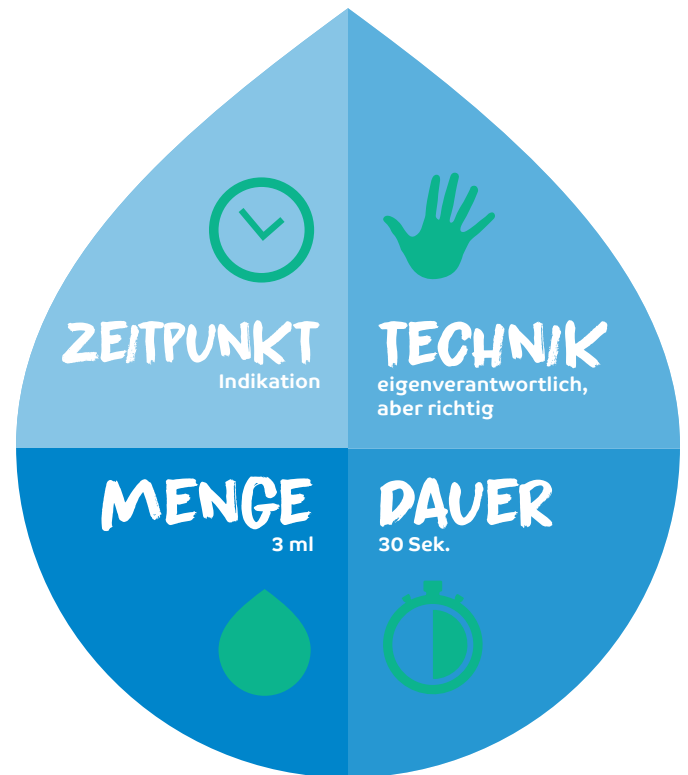 ZEITPUNKT
Indikation
TECHNIK
eigenverantwortlich,
aber richtig
MENGE
3 ml
DAUER
30 Sek.